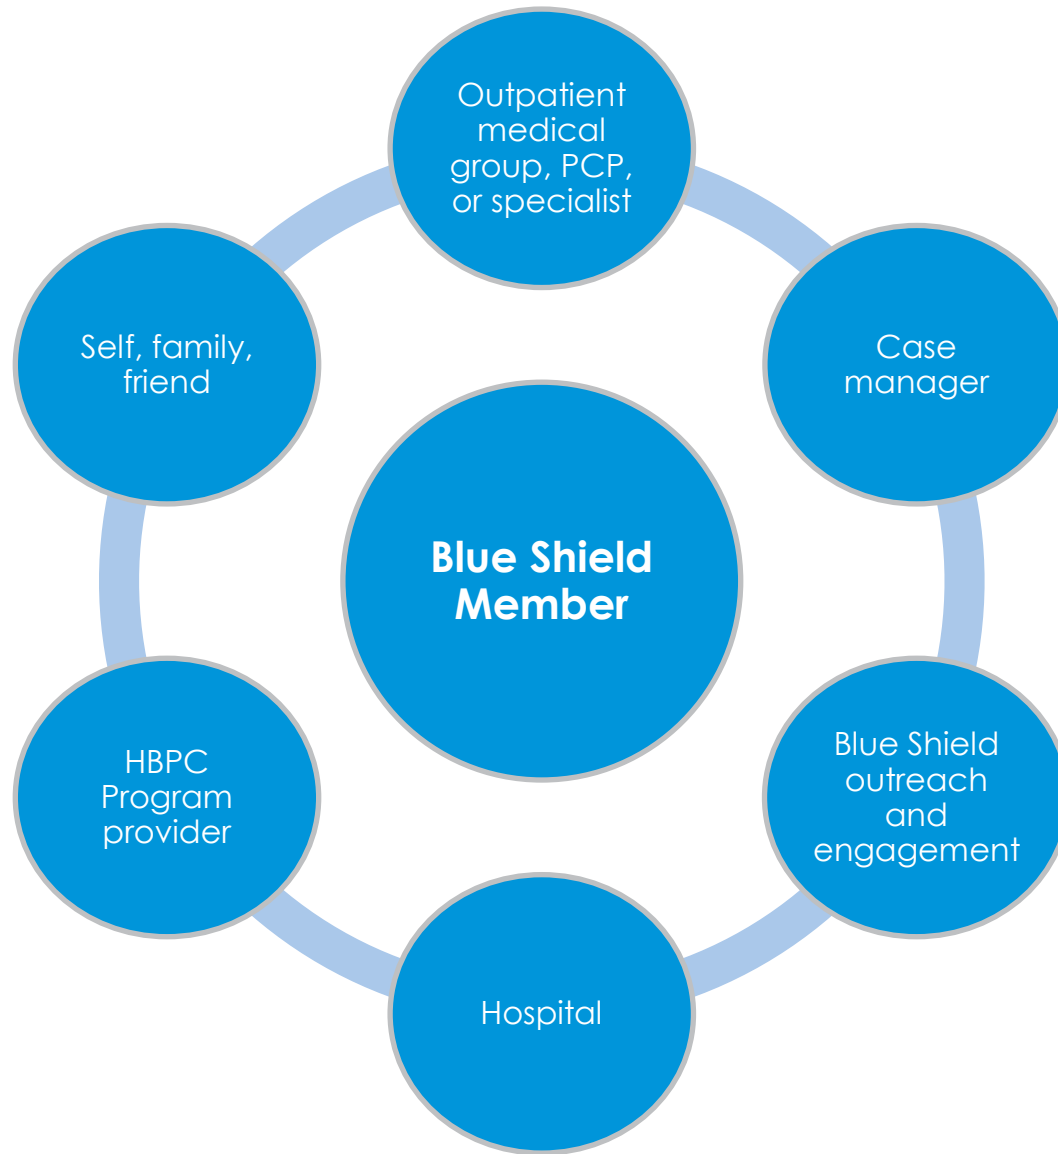 Outpatient
medical
group, PCP,
or specialist
Case
manager
Blue Shield
outreach
and
engagement
Hospital
HBPC
Program
provider
Self, family,
friend
Blue Shield
Member